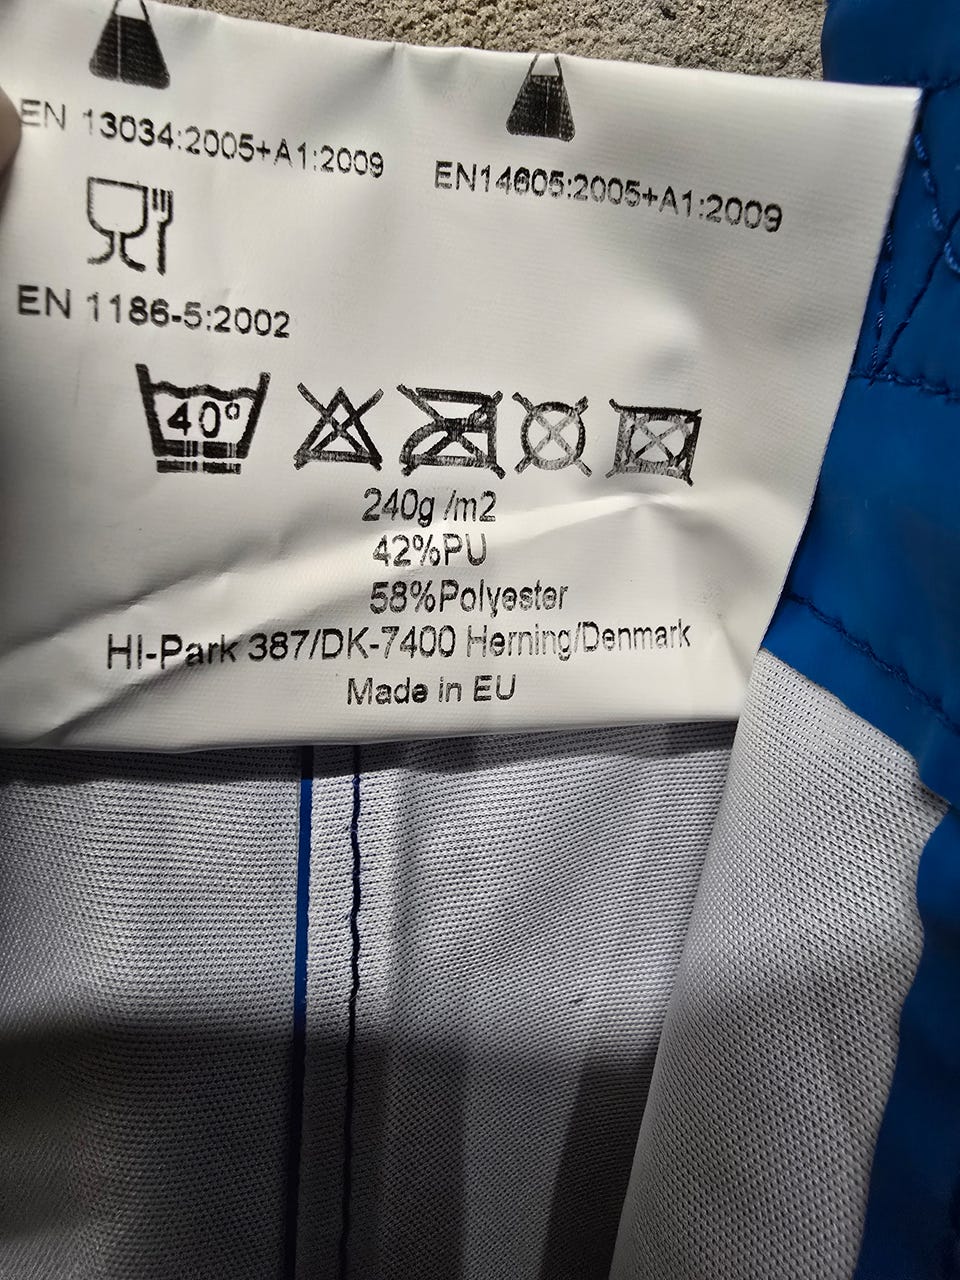 EN 13034:2005+A1:2009
EN14605:2005+A1:2009
EN 1186-5:2002
40°
240g /m2
42%PU
58%Polyester
HI-Park 387/DK-7400 Herning/Denmark
Made in EU